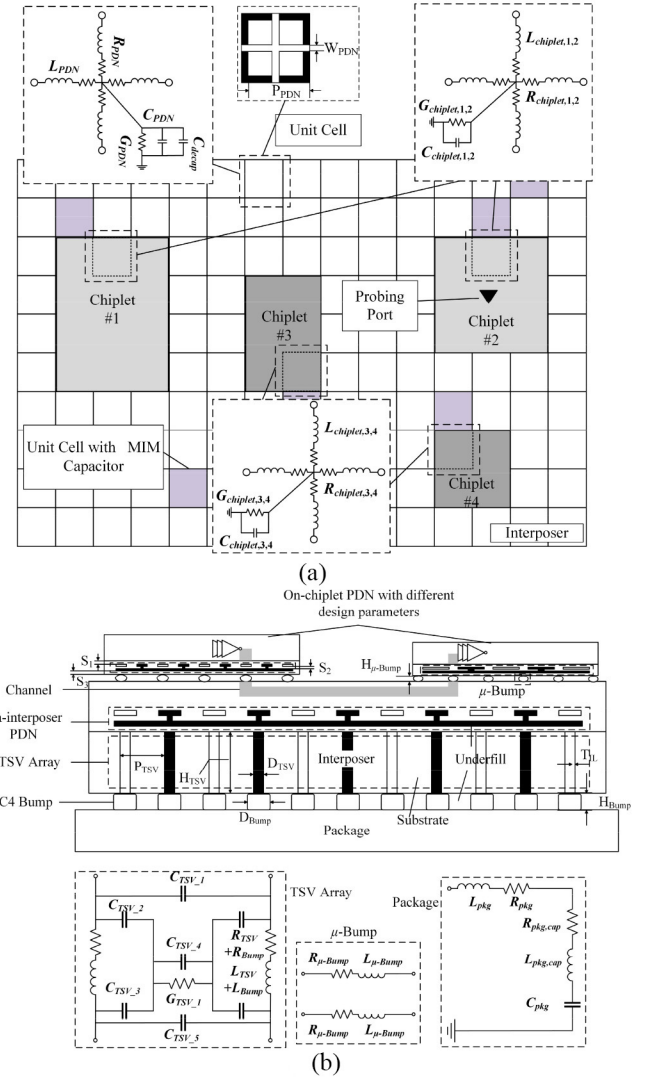 R_PDN
L_PDN
C_PDN
G_PDN
C_decap
W_PDN
P_PDN
Unit Cell
L_chiplet,1,2
R_chiplet,1,2
G_chiplet,1,2
C_chiplet,1,2
Chiplet
#1
Chiplet
#3
Probing
Port
Chiplet
#2
Unit Cell with MIM
Capacitor
L_chiplet,3,4
R_chiplet,3,4
G_chiplet,3,4
C_chiplet,3,4
Chiplet
#4
Interposer
(a)
On-chiplet PDN with different
design parameters
S1
S2
S3
H_μ-Bump
μ-Bump
Channel
n-interposer
PDN
TSV Array
P_TSV
H_TSV
D_TSV
Interposer
Underfill
T_IL
C4 Bump
D_Bump
Substrate
H_Bump
Package
TSV Array
C_TSV_1
C_TSV_2
C_TSV_3
C_TSV_4
G_TSV_1
C_TSV_5
R_TSV
+R_Bump
L_TSV
+L_Bump
μ-Bump
R_μ-Bump L_μ-Bump
R_μ-Bump L_μ-Bump
Package
L_pkg R_pkg
R_pkg,cap
L_pkg,cap
C_pkg
(b)